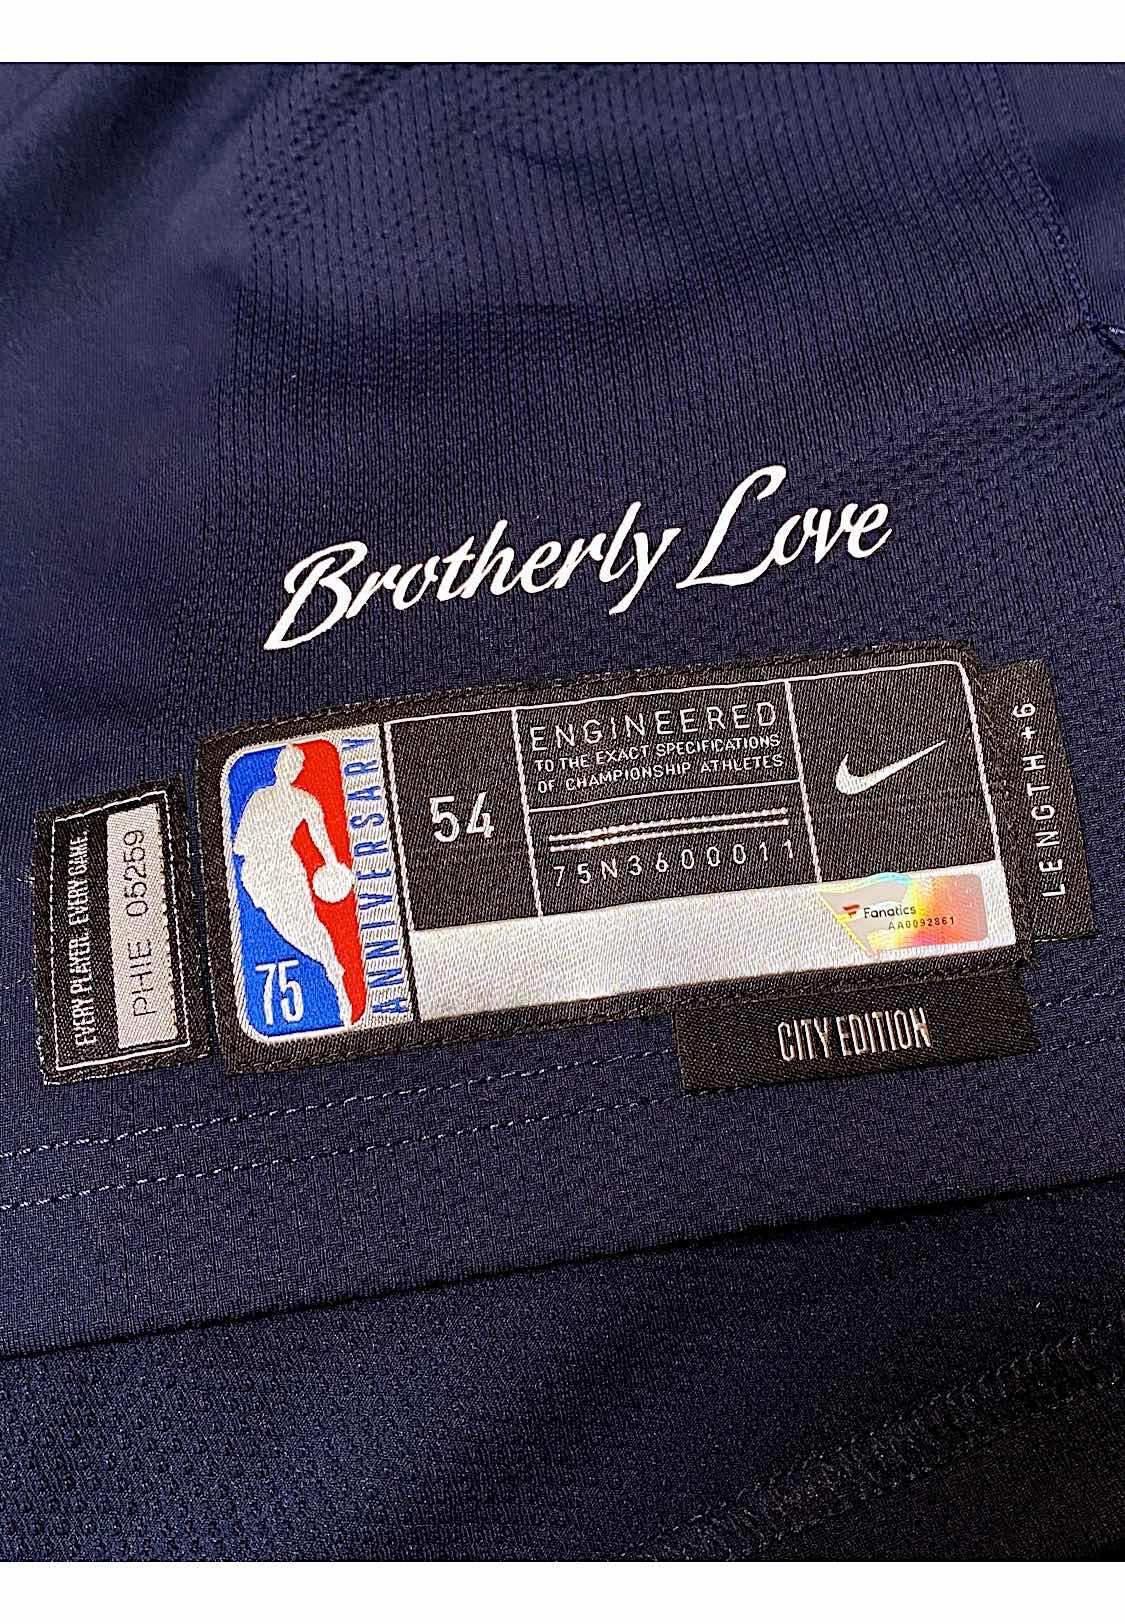 Brotherly Love
EVERY PLAYER. EVERY GAME.
PHIE 05259
75
ANNIVERSARY
54
ENGINEERED
TO THE EXACT SPECIFICATIONS
OF CHAMPIONSHIP ATHLETES
75N3600011
LENGTH +6
Fanatics
AA0092861
CITY EDITION